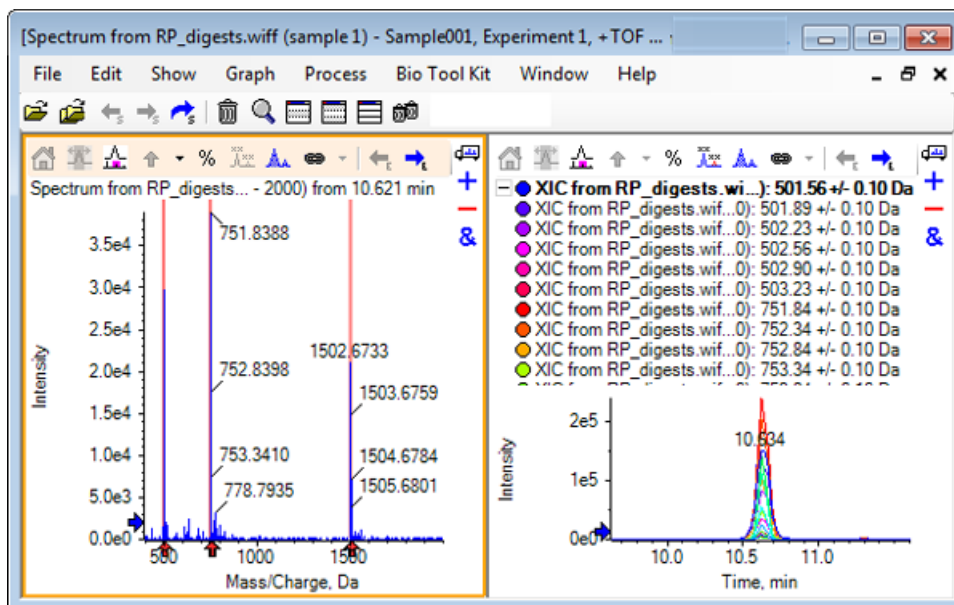 [Spectrum from RP_digests.wiff (sample 1) - Sample001, Experiment 1, +TOF ... -
File Edit Show Graph Process Bio Tool Kit Window Help
Spectrum from RP_digests... - 2000) from 10.621 min
751.8388
3.5e4
3.0e4
2.5e4
1502.6733
2.0e4
752.8398
1503.6759
1.5e4
1.0e4
753.3410
1504.6784
5.0e3
778.7935
1505.6801
0.0e0
500 1000 1500
Mass/Charge, Da
Intensity
XIC from RP_digests.wi...): 501.56 +/- 0.10 Da
XIC from RP_digests.wif...0): 501.89 +/- 0.10 Da
XIC from RP_digests.wif...0): 502.23 +/- 0.10 Da
XIC from RP_digests.wif...0): 502.56 +/- 0.10 Da
XIC from RP_digests.wif...0): 502.90 +/- 0.10 Da
XIC from RP_digests.wif...0): 503.23 +/- 0.10 Da
XIC from RP_digests.wif...0): 751.84 +/- 0.10 Da
XIC from RP_digests.wif...0): 752.34 +/- 0.10 Da
XIC from RP_digests.wif...0): 752.84 +/- 0.10 Da
XIC from RP_digests.wif...0): 753.34 +/- 0.10 Da
2e5
10.634
1e5
0e0
10.0 10.5 11.0
Time, min
Intensity